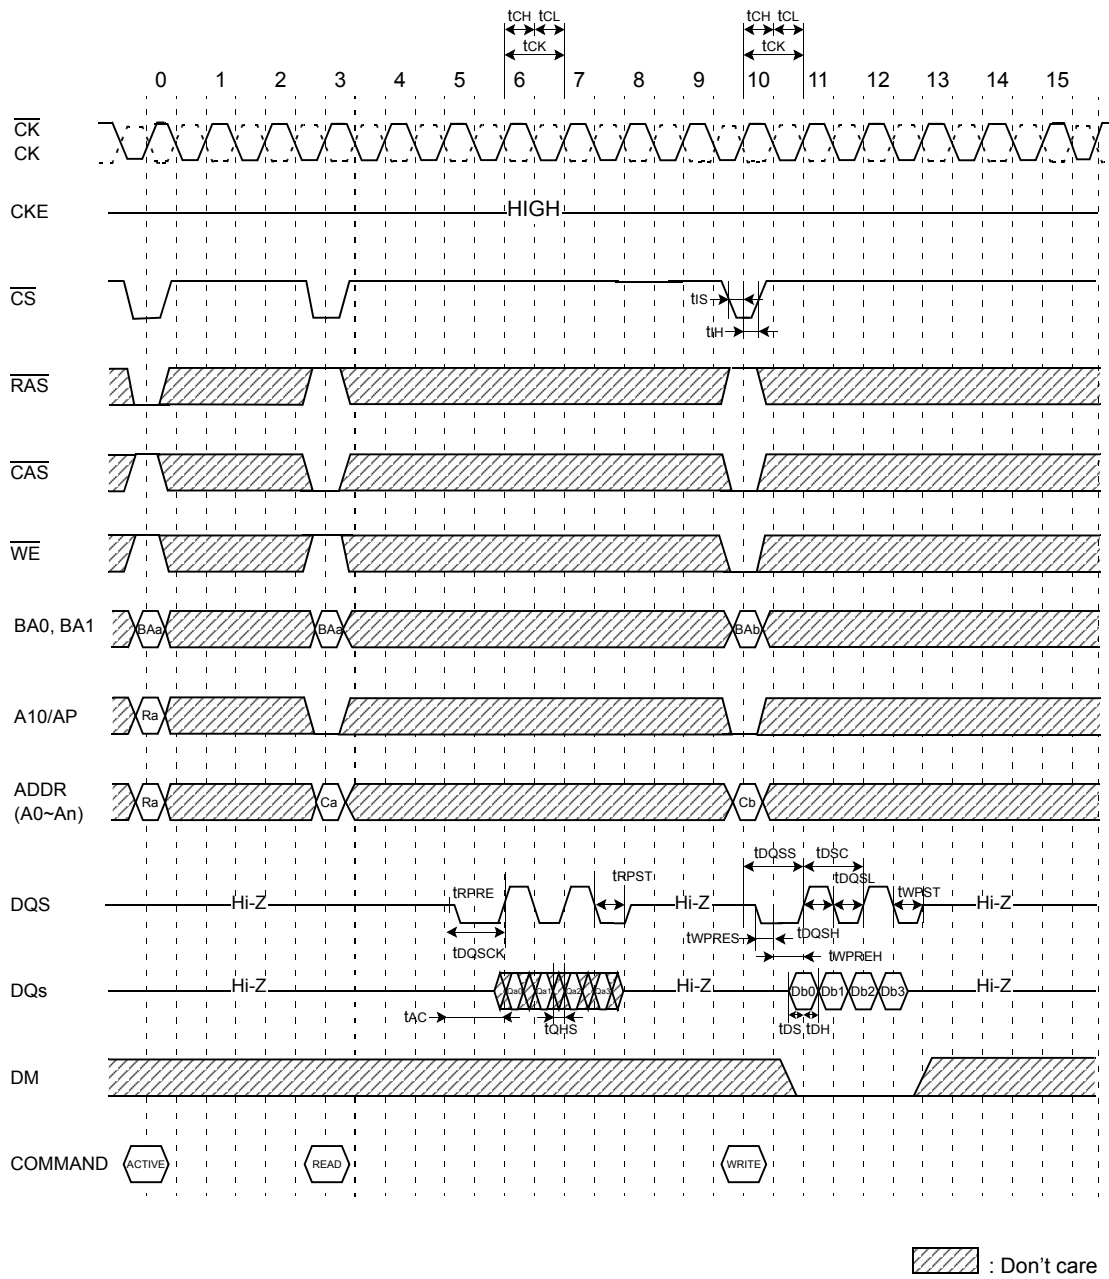 tCH tCL tCH tCL
tCK tCK
0 1 2 3 4 5 6 7 8 9 10 11 12 13 14 15
CK
CK
CKE HIGH
CS tIS
tIH
RAS
CAS
WE
BA0, BA1 BAa BAa BAb
A10/AP Ra
ADDR
(A0~An) Ra Ca Cb
tDQSS tDSC
tRPRE tRPST tDQSL tWPST
DQS Hi-Z Hi-Z Hi-Z
tDQSCK tWPRES tDQSH
tWPREH
DQs Hi-Z Qa0 Qa1 Qa2 Qa3 Hi-Z Db0 Db1 Db2 Db3 Hi-Z
tAC tQHS tDS tDH
DM
COMMAND ACTIVE READ WRITE
: Don't care